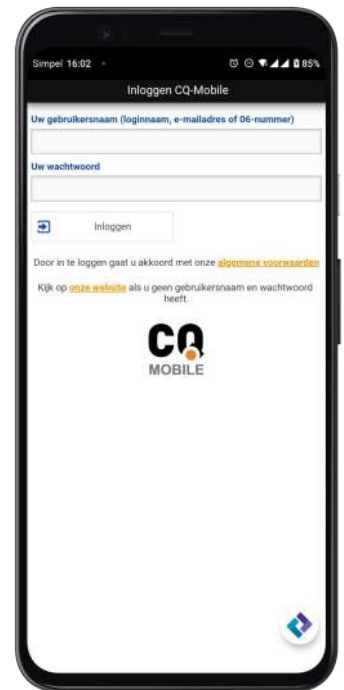 Simpel 16:02
85%
Inloggen CQ-Mobile
Uw gebruikersnaam (loginnaam, e-mailadres of 06-nummer)
Uw wachtwoord
Inloggen
Door in te loggen gaat u akkoord met onze algemene voorwaarden
Kijk op onze website als u geen gebruikersnaam en wachtwoord
heeft.
CQ
MOBILE